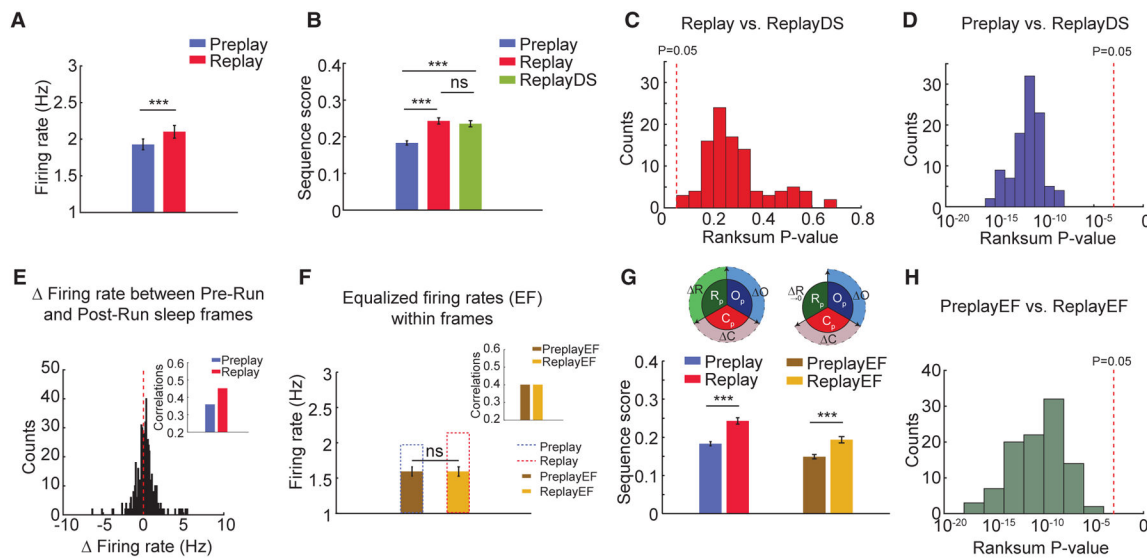 A
Preplay
Replay
Firing rate (Hz)
3
2.5
2
1.5
1
***
B
Preplay
Replay
ReplayDS
Sequence score
0.4
0.3
0.2
0.1
0
***
***
ns
C
Replay vs. ReplayDS
P=0.05
Counts
30
20
10
0
0
0.2
0.4
0.6
0.8
Ranksum P-value
D
Preplay vs. ReplayDS
P=0.05
Counts
40
30
20
10
0
10-20
10-15
10-10
10-5
0
Ranksum P-value
E
Δ Firing rate between Pre-Run
and Post-Run sleep frames
Counts
50
40
30
20
10
0
-10
-5
0
5
10
Δ Firing rate (Hz)
Preplay
Replay
Correlations
0.6
0.5
0.4
0.3
0.2
F
Equalized firing rates (EF)
within frames
Firing rate (Hz)
3
2.5
2
1.5
1
ns
PreplayEF
ReplayEF
Correlations
0.6
0.5
0.4
0.3
0.2
Preplay
Replay
PreplayEF
ReplayEF
G
ΔR
Rp
Op
ΔO
Cp
ΔC
ΔR
→0
Rp
Op
ΔO
Cp
ΔC
Preplay
Replay
PreplayEF
ReplayEF
Sequence score
0.4
0.3
0.2
0.1
0
***
***
H
PreplayEF vs. ReplayEF
P=0.05
Counts
40
30
20
10
0
10-20
10-15
10-10
10-5
0
Ranksum P-value